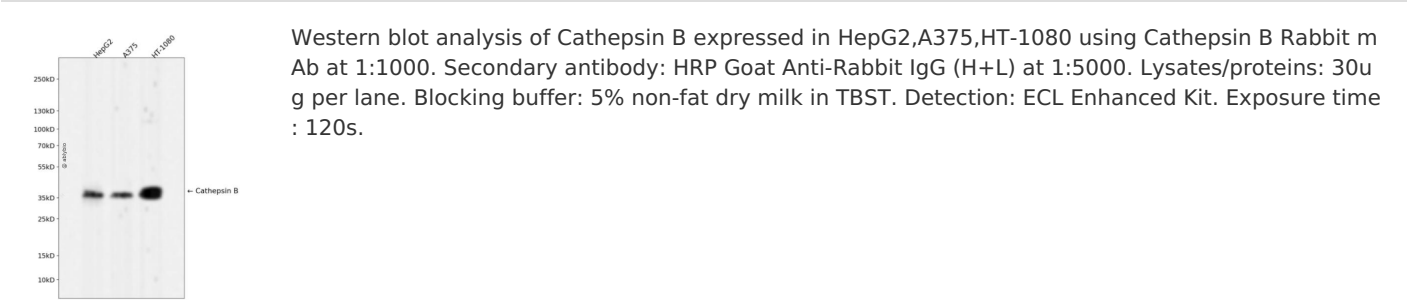 HepG2
A375
HT-1080
250kD
130kD
100kD
70kD
55kD
35kD
25kD
15kD
10kD
@ abybio
← Cathepsin B
Western blot analysis of Cathepsin B expressed in HepG2,A375,HT-1080 using Cathepsin B Rabbit m
Ab at 1:1000. Secondary antibody: HRP Goat Anti-Rabbit IgG (H+L) at 1:5000. Lysates/proteins: 30u
g per lane. Blocking buffer: 5% non-fat dry milk in TBST. Detection: ECL Enhanced Kit. Exposure time
: 120s.